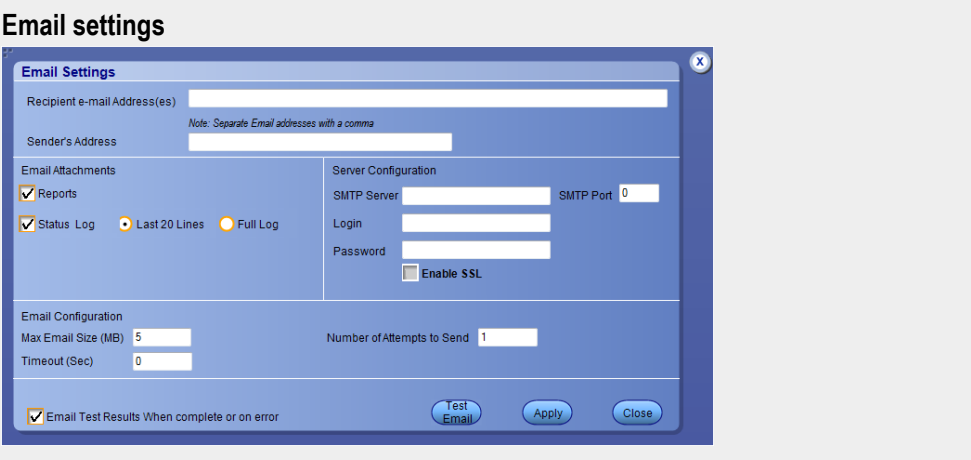 Email settings
X
Email Settings
Recipient e-mail Address(es)
Note: Separate Email addresses with a comma
Sender's Address
Email Attachments
Reports
Status Log Last 20 Lines Full Log
Server Configuration
SMTP Server SMTP Port 0
Login
Password
Enable SSL
Email Configuration
Max Email Size (MB) 5 Number of Attempts to Send 1
Timeout (Sec) 0
Email Test Results When complete or on error
Test
Email
Apply
Close